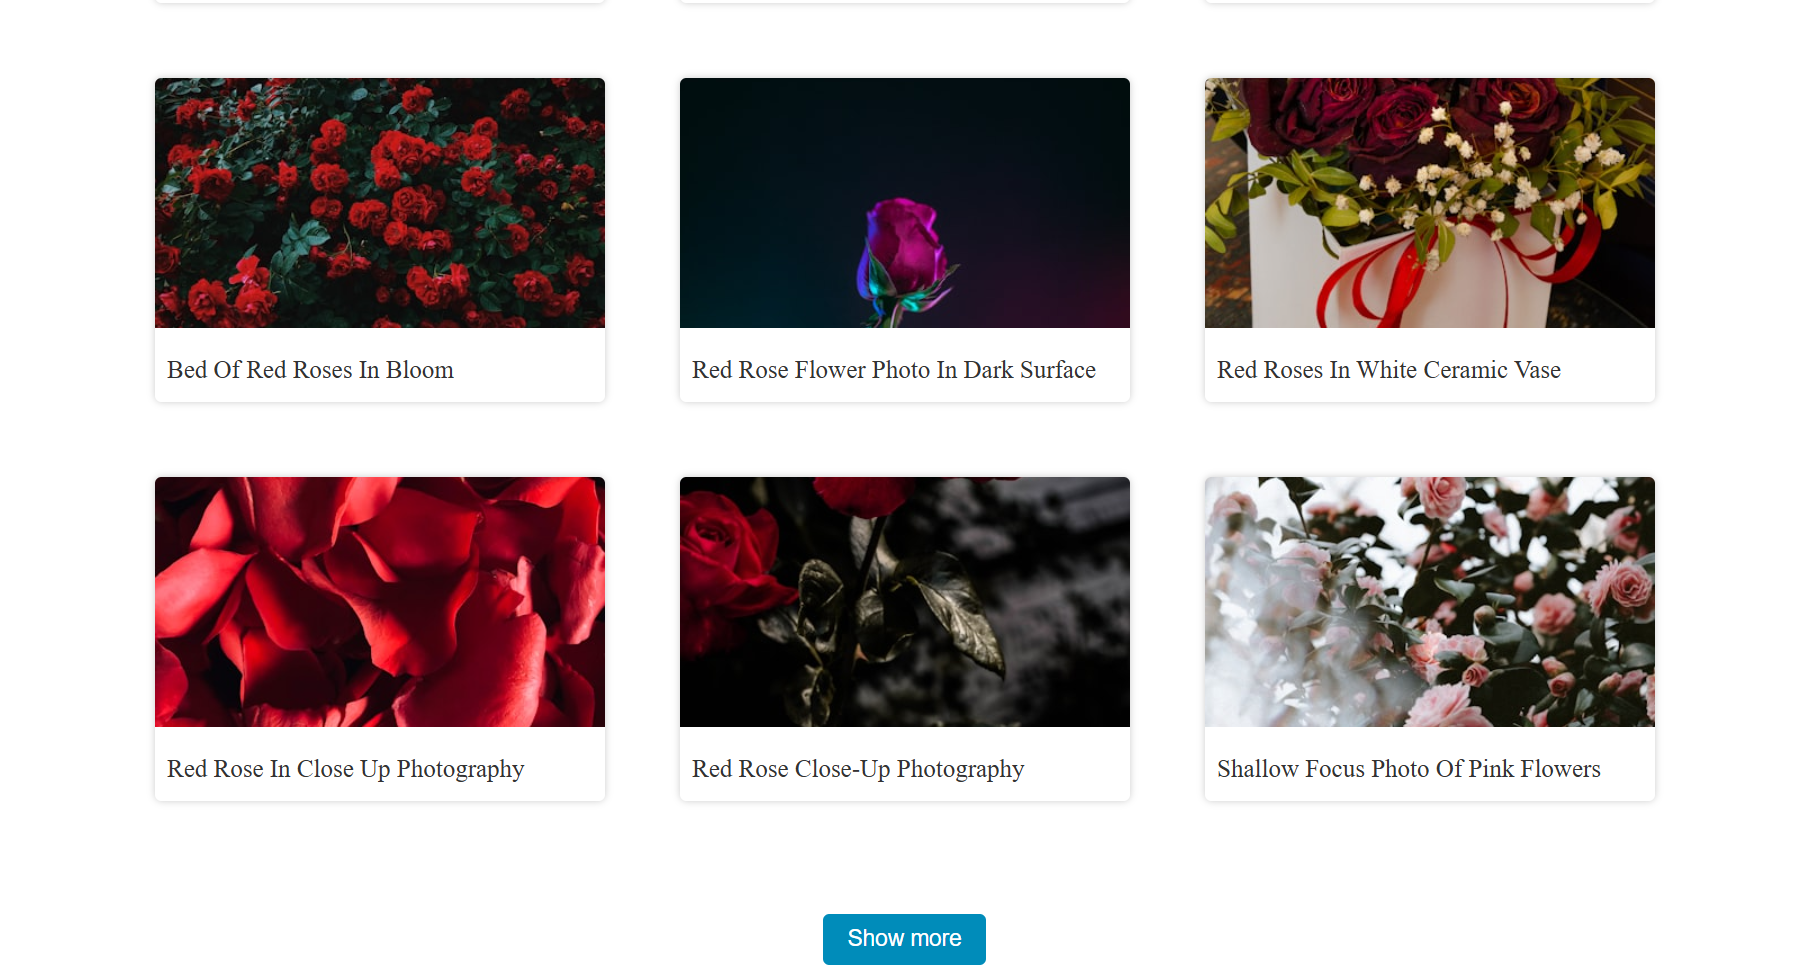 Bed Of Red Roses In Bloom
Red Rose Flower Photo In Dark Surface
Red Roses In White Ceramic Vase
Red Rose In Close Up Photography
Red Rose Close-Up Photography
Shallow Focus Photo Of Pink Flowers
Show more